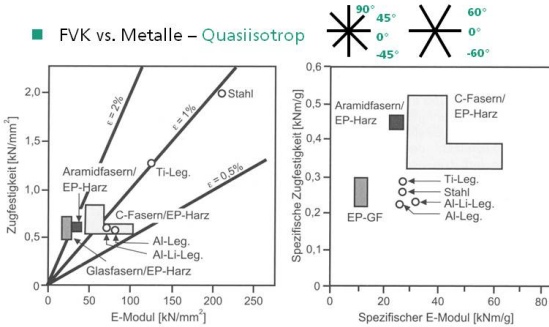 FVK vs. Metalle – Quasiisotrop
90°
45°
0°
-45°
60°
0°
-60°
Zugfestigkeit [kN/mm²]
2,0
1,5
1,0
0,5
0
0
50
100
150
200
250
E-Modul [kN/mm²]
ε = 2%
ε = 1%
ε = 0.5%
Stahl
Ti-Leg.
Aramidfasern/
EP-Harz
C-Fasern/EP-Harz
Al-Leg.
Al-Li-Leg.
Glasfasern/EP-Harz
Spezifische Zugfestigkeit [kNm/g]
0,6
0,5
0,4
0,3
0,2
0,1
0
0
20
40
60
80
Spezifischer E-Modul [kNm/g]
Aramidfasern/
EP-Harz
C-Fasern/
EP-Harz
EP-GF
Ti-Leg.
Stahl
Al-Li-Leg.
Al-Leg.